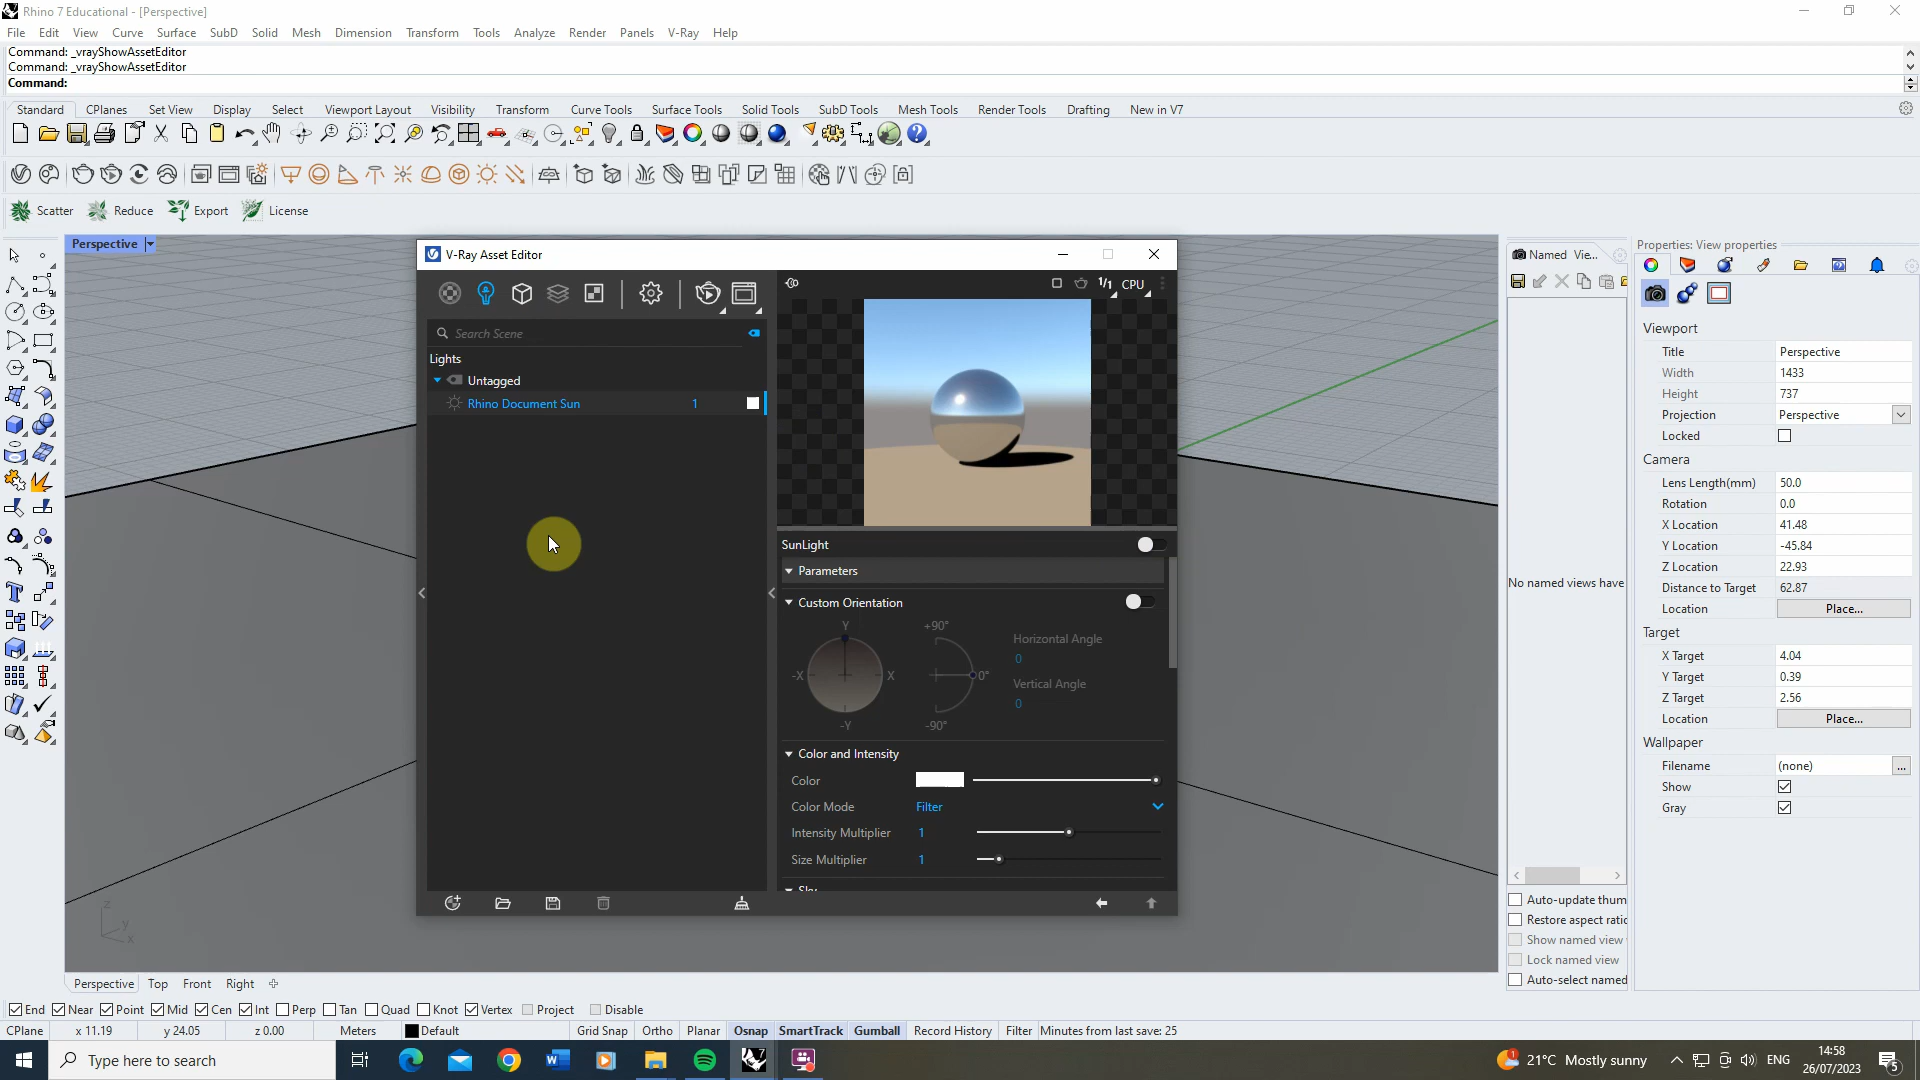 Rhino 7 Educational - [Perspective]
File Edit View Curve Surface SubD Solid Mesh Dimension Transform Tools Analyze Render Panels V-Ray Help
Command: _vrayShowAssetEditor
Command: _vrayShowAssetEditor
Command:
Standard CPlanes Set View Display Select Viewport Layout Visibility Transform Curve Tools Surface Tools Solid Tools SubD Tools Mesh Tools Render Tools Drafting New in V7
Scatter Reduce Export License
Perspective
V-Ray Asset Editor
Search Scene
Lights
Untagged
Rhino Document Sun 1
1/1 CPU
SunLight
Parameters
Custom Orientation
Y +90°
Horizontal Angle
0
-X X 0°
Vertical Angle
0
-Y -90°
Color and Intensity
Color
Color Mode Filter
Intensity Multiplier 1
Size Multiplier 1
Sky
Named Vie...
No named views have
Auto-update thum
Restore aspect ratio
Show named view
Lock named view
Auto-select named
Properties: View properties
Viewport
Title Perspective
Width 1433
Height 737
Projection Perspective
Locked
Camera
Lens Length(mm) 50.0
Rotation 0.0
X Location 41.48
Y Location -45.84
Z Location 22.93
Distance to Target 62.87
Location Place...
Target
X Target 4.04
Y Target 0.39
Z Target 2.56
Location Place...
Wallpaper
Filename (none) ...
Show
Gray
z
y
x
Perspective Top Front Right
End Near Point Mid Cen Int Perp Tan Quad Knot Vertex Project Disable
CPlane x 11.19 y 24.05 z 0.00 Meters Default Grid Snap Ortho Planar Osnap SmartTrack Gumball Record History Filter Minutes from last save: 25
Type here to search
21°C Mostly sunny ENG
14:58
26/07/2023
5